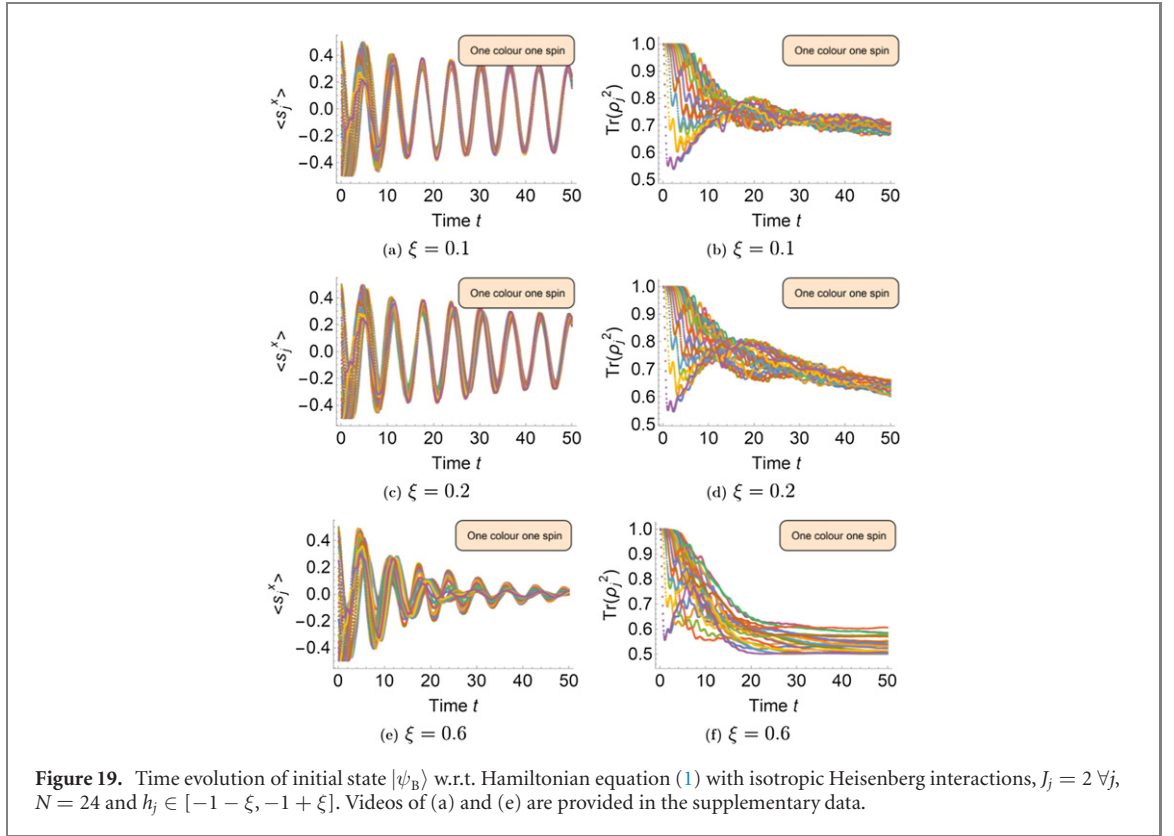 One colour one spin
<s_j^x>
0.4
0.2
0.0
−0.2
−0.4
0 10 20 30 40 50
Time t
(a) ξ = 0.1
One colour one spin
Tr(ρ_j^2)
1.0
0.9
0.8
0.7
0.6
0.5
0 10 20 30 40 50
Time t
(b) ξ = 0.1
One colour one spin
<s_j^x>
0.4
0.2
0.0
−0.2
−0.4
0 10 20 30 40 50
Time t
(c) ξ = 0.2
One colour one spin
Tr(ρ_j^2)
1.0
0.9
0.8
0.7
0.6
0.5
0 10 20 30 40 50
Time t
(d) ξ = 0.2
One colour one spin
<s_j^x>
0.4
0.2
0.0
−0.2
−0.4
0 10 20 30 40 50
Time t
(e) ξ = 0.6
One colour one spin
Tr(ρ_j^2)
1.0
0.9
0.8
0.7
0.6
0.5
0 10 20 30 40 50
Time t
(f) ξ = 0.6
Figure 19. Time evolution of initial state |ψ_B⟩ w.r.t. Hamiltonian equation (1) with isotropic Heisenberg interactions, J_j = 2 ∀j,
N = 24 and h_j ∈ [−1 − ξ, −1 + ξ]. Videos of (a) and (e) are provided in the supplementary data.